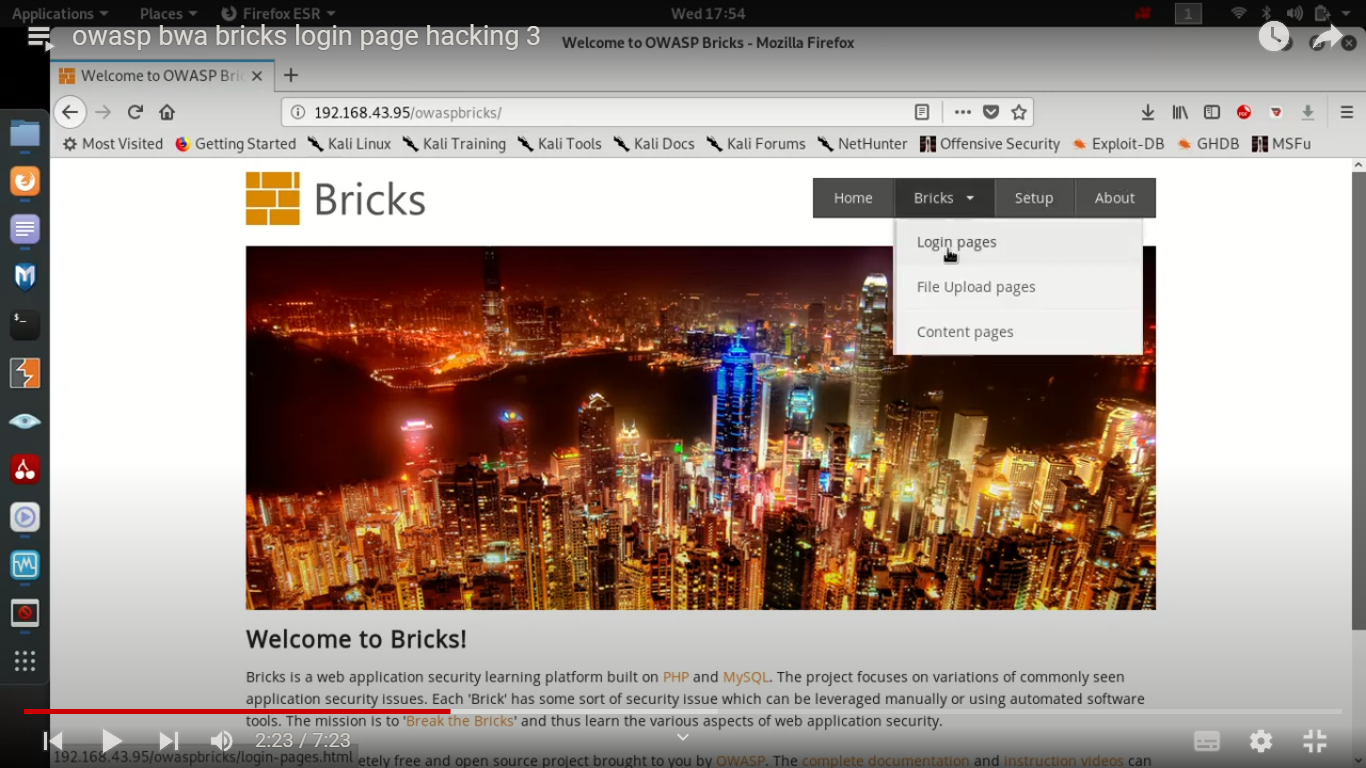 Applications Places Firefox ESR Wed 17:54 1
owasp bwa bricks login page hacking 3
Welcome to OWASP Bricks - Mozilla Firefox
Welcome to OWASP Bric
192.168.43.95/owaspbricks/
Most Visited Getting Started Kali Linux Kali Training Kali Tools Kali Docs Kali Forums NetHunter Offensive Security Exploit-DB GHDB MSFu
Bricks
Home Bricks Setup About
Login pages
File Upload pages
Content pages
Welcome to Bricks!
Bricks is a web application security learning platform built on PHP and MySQL. The project focuses on variations of commonly seen
application security issues. Each 'Brick' has some sort of security issue which can be leveraged manually or using automated software
tools. The mission is to 'Break the Bricks' and thus learn the various aspects of web application security.
2:23 / 7:23
192.168.43.95/owaspbricks/login-pages.html etely free and open source project brought to you by OWASP. The complete documentation and instruction videos can